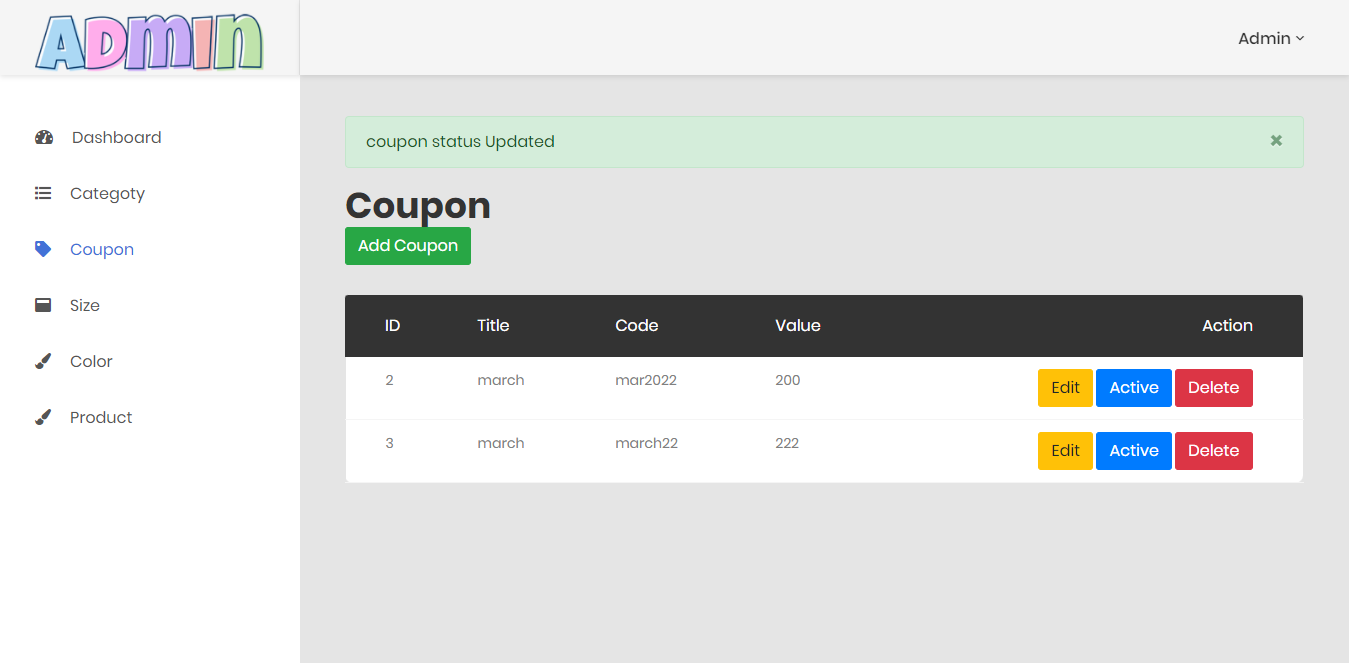 ADMIN
Admin
Dashboard
Categoty
Coupon
Size
Color
Product
coupon status Updated ×
Coupon
Add Coupon
ID Title Code Value Action
2 march mar2022 200 Edit Active Delete
3 march march22 222 Edit Active Delete